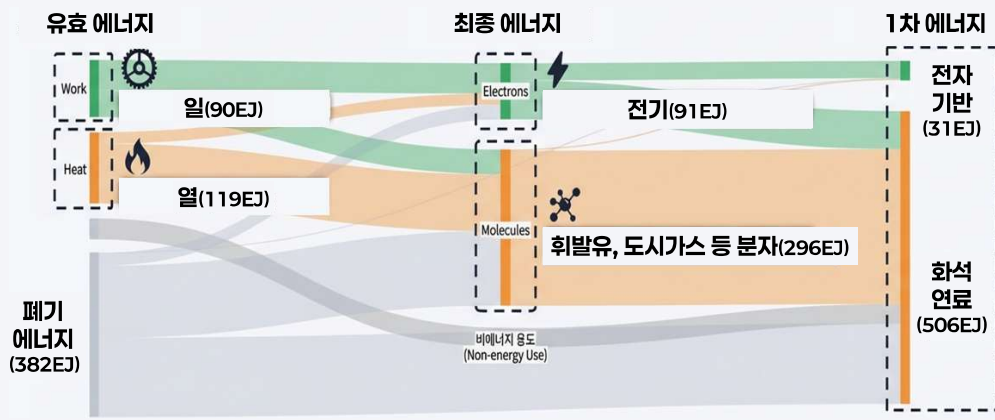 유효 에너지
최종 에너지
1차 에너지
Work
일(90EJ)
Heat
열(119EJ)
폐기
에너지
(382EJ)
Electrons
전기(91EJ)
Molecules
휘발유, 도시가스 등 분자(296EJ)
비에너지 용도
(Non-energy Use)
전자
기반
(31EJ)
화석
연료
(506EJ)